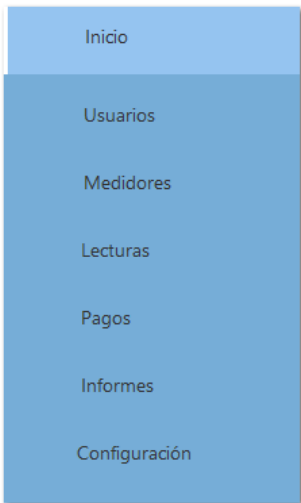 Inicio
Usuarios
Medidores
Lecturas
Pagos
Informes
Configuración